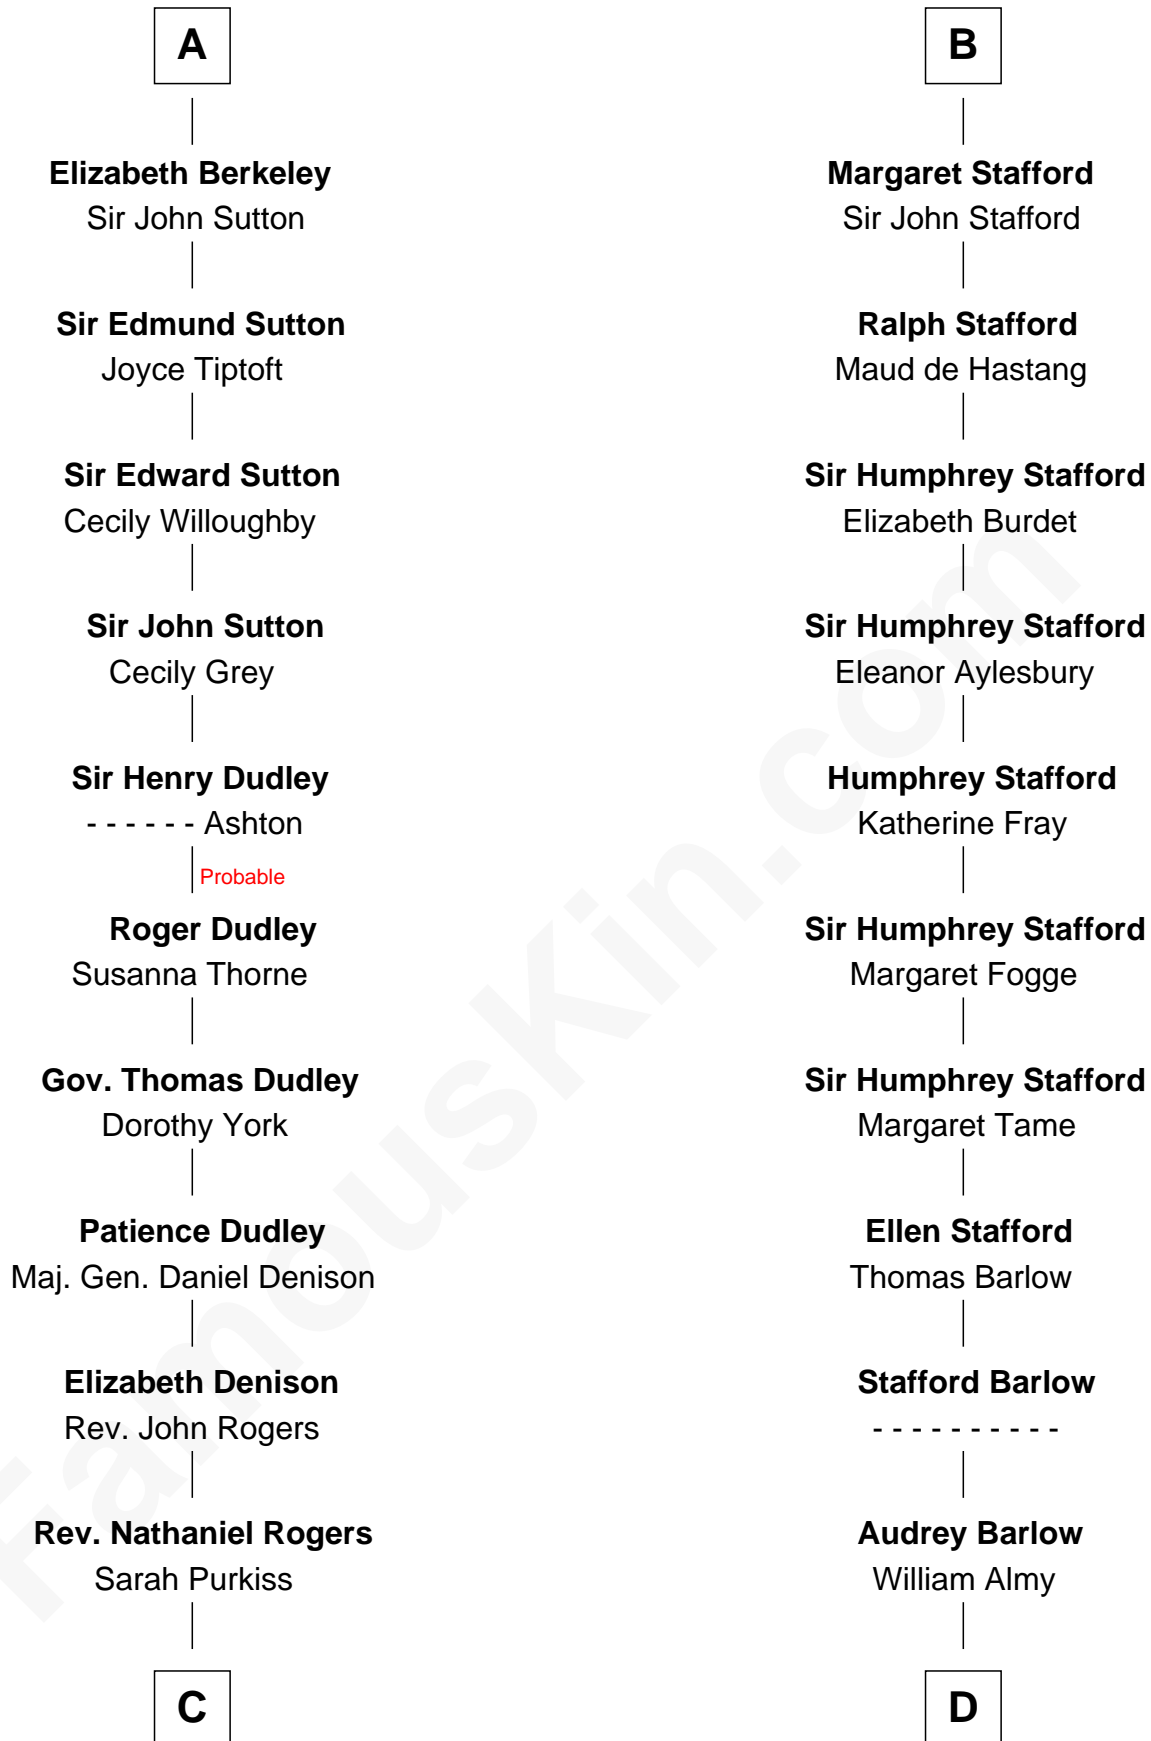 A
Elizabeth Berkeley
Sir John Sutton
Sir Edmund Sutton
Joyce Tiptoft
Sir Edward Sutton
Cecily Willoughby
Sir John Sutton
Cecily Grey
Sir Henry Dudley
- - - - - - Ashton
Probable
Roger Dudley
Susanna Thorne
Gov. Thomas Dudley
Dorothy York
Patience Dudley
Maj. Gen. Daniel Denison
Elizabeth Denison
Rev. John Rogers
Rev. Nathaniel Rogers
Sarah Purkiss
C
B
Margaret Stafford
Sir John Stafford
Ralph Stafford
Maud de Hastang
Sir Humphrey Stafford
Elizabeth Burdet
Sir Humphrey Stafford
Eleanor Aylesbury
Humphrey Stafford
Katherine Fray
Sir Humphrey Stafford
Margaret Fogge
Sir Humphrey Stafford
Margaret Tame
Ellen Stafford
Thomas Barlow
Stafford Barlow
- - - - - - - - - -
Audrey Barlow
William Almy
D
FamousKin.com